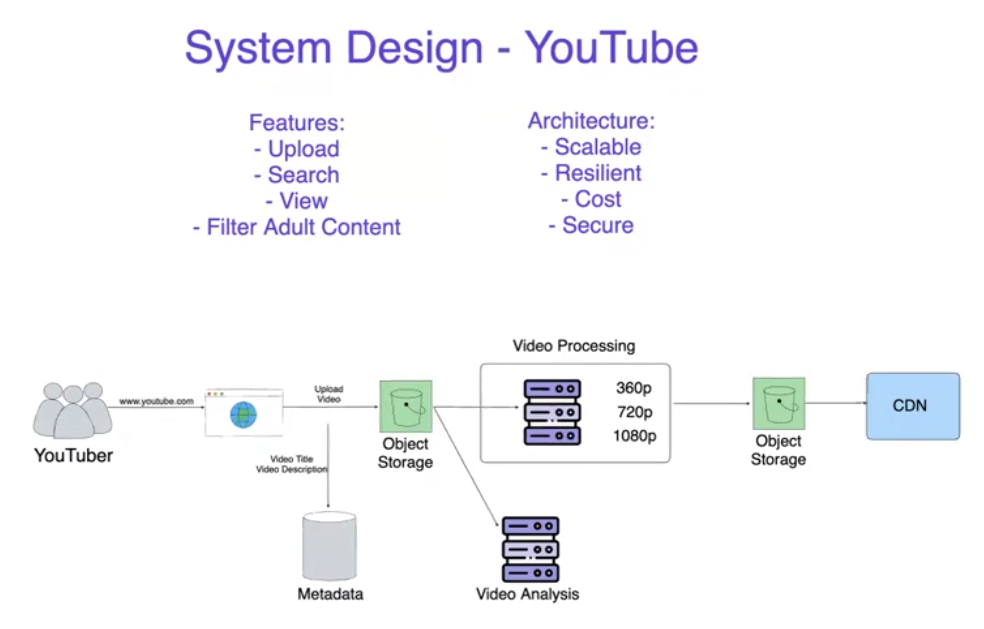 System Design - YouTube
Features:
- Upload
- Search
- View
- Filter Adult Content
Architecture:
- Scalable
- Resilient
- Cost
- Secure
YouTuber
www.youtube.com
Upload
Video
Video Title
Video Description
Metadata
Object
Storage
Video Processing
360p
720p
1080p
Video Analysis
Object
Storage
CDN